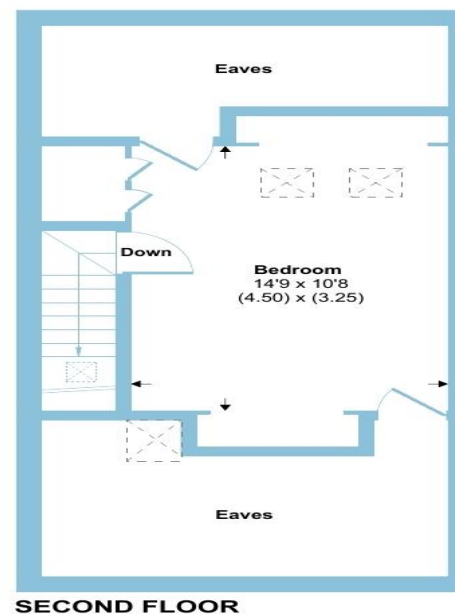 Eaves
Down
Bedroom
14'9 x 10'8
(4.50) x (3.25)
Eaves
SECOND FLOOR